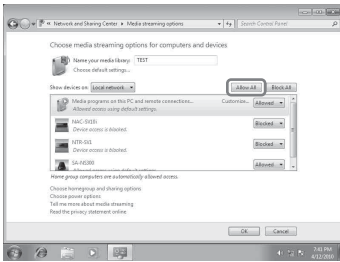 « Network and Sharing Center ▸ Media streaming options
Search Control Panel
Choose media streaming options for computers and devices
Name your media library: TEST
Choose default settings...
Show devices on: Local network
Allow All
Block All
Media programs on this PC and remote connections...
Customize...
Allowed
Allowed access using default settings.
NAC-SV10i
Device access is blocked.
Blocked
NTR-SVi
Device access is blocked.
Blocked
SA-NS300
Allowed
Home group computers are automatically allowed access.
Choose homegroup and sharing options
Choose power options
Tell me more about media streaming
Read the privacy statement online
OK
Cancel
7:41 PM
4/12/2010